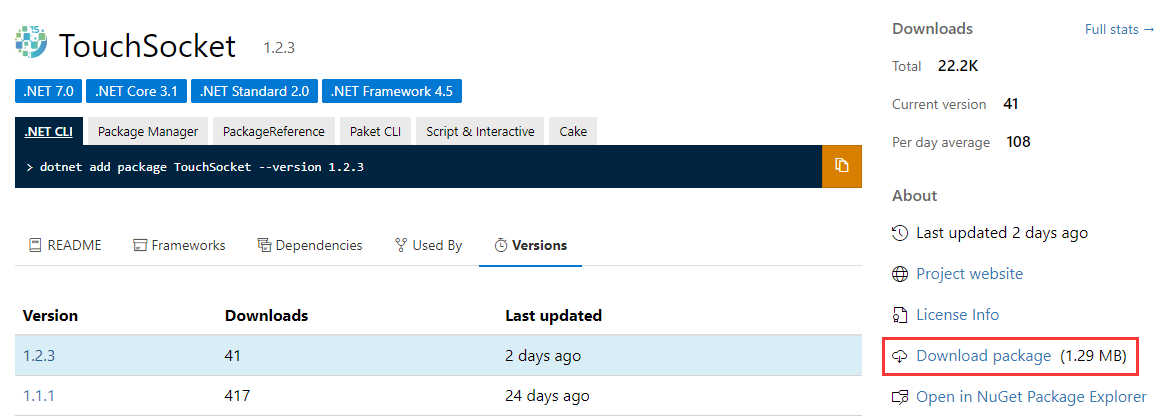 TouchSocket 1.2.3
.NET 7.0 .NET Core 3.1 .NET Standard 2.0 .NET Framework 4.5
.NET CLI Package Manager PackageReference Paket CLI Script & Interactive Cake
> dotnet add package TouchSocket --version 1.2.3
README Frameworks Dependencies Used By Versions
Version Downloads Last updated
1.2.3 41 2 days ago
1.1.1 417 24 days ago
Downloads Full stats →
Total 22.2K
Current version 41
Per day average 108
About
Last updated 2 days ago
Project website
License Info
Download package (1.29 MB)
Open in NuGet Package Explorer